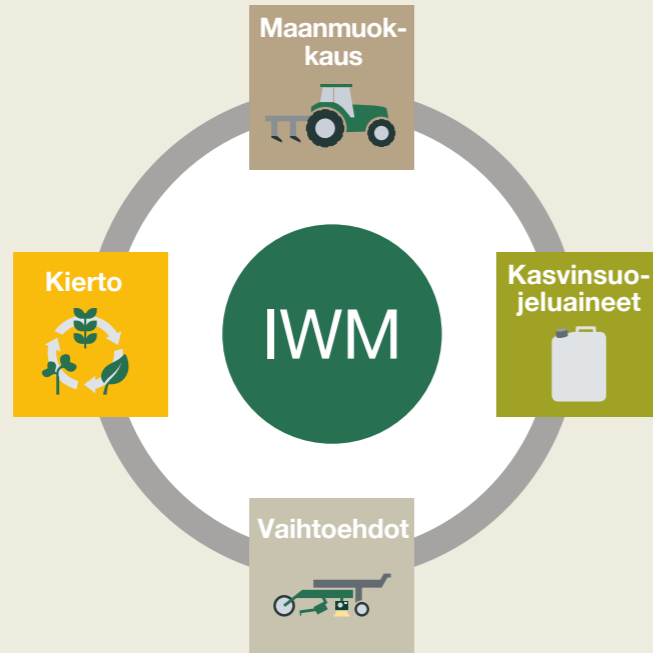 Maanmuok-
kaus
Kierto
IWM
Kasvinsuo-
jeluaineet
Vaihtoehdot